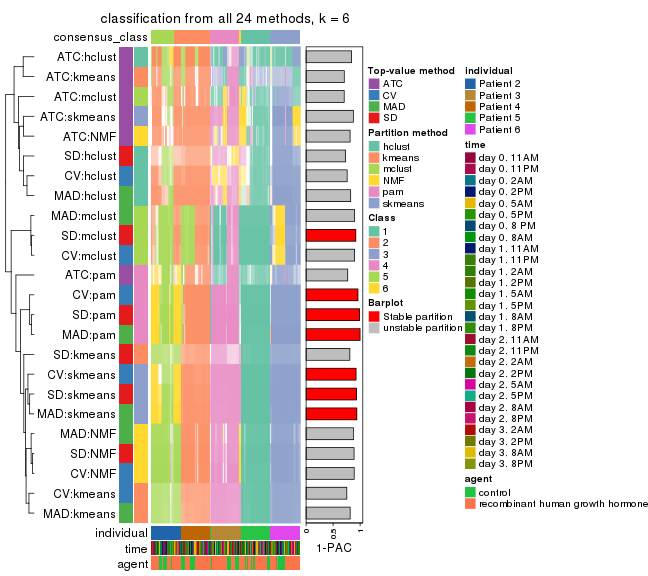 classification from all 24 methods, k = 6
consensus_class
ATC:hclust
ATC:kmeans
ATC:mclust
ATC:skmeans
ATC:NMF
SD:hclust
CV:hclust
MAD:hclust
MAD:mclust
SD:mclust
CV:mclust
ATC:pam
CV:pam
SD:pam
MAD:pam
SD:kmeans
CV:skmeans
SD:skmeans
MAD:skmeans
MAD:NMF
SD:NMF
CV:NMF
CV:kmeans
MAD:kmeans
individual
time
agent
0
0.5
1
1-PAC
Top-value method
ATC
CV
MAD
SD
Partition method
hclust
kmeans
mclust
NMF
pam
skmeans
Class
1
2
3
4
5
6
Barplot
Stable partition
unstable partition
individual
Patient 2
Patient 3
Patient 4
Patient 5
Patient 6
time
day 0, 11AM
day 0, 11PM
day 0, 2AM
day 0, 2PM
day 0, 5AM
day 0, 5PM
day 0, 8 PM
day 0, 8AM
day 1, 11AM
day 1, 11PM
day 1, 2AM
day 1, 2PM
day 1, 5AM
day 1, 5PM
day 1, 8AM
day 1, 8PM
day 2, 11AM
day 2, 11PM
day 2, 2AM
day 2, 2PM
day 2, 5AM
day 2, 5PM
day 2, 8AM
day 2, 8PM
day 3, 2AM
day 3, 2PM
day 3, 8AM
day 3, 8PM
agent
control
recombinant human growth hormone